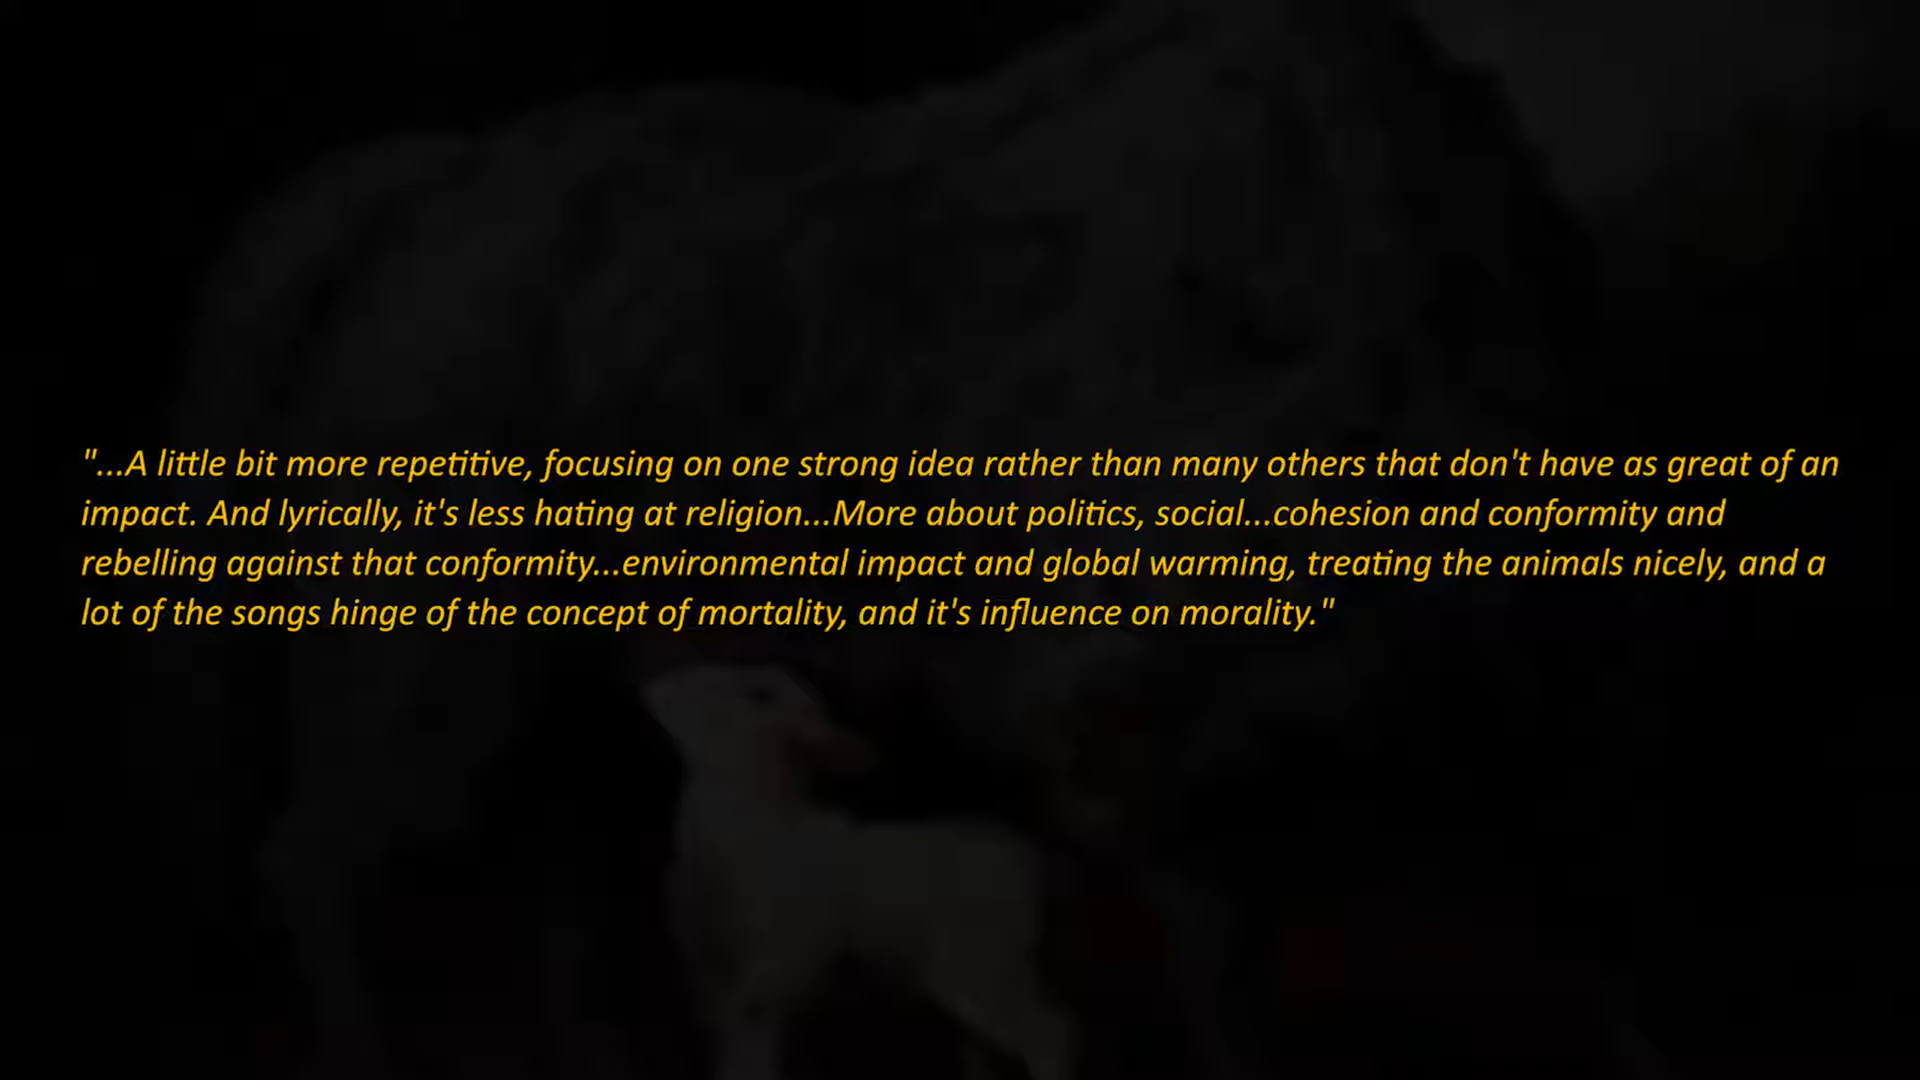 "...A little bit more repetitive, focusing on one strong idea rather than many others that don't have as great of an
impact. And lyrically, it's less hating at religion...More about politics, social...cohesion and conformity and
rebelling against that conformity...environmental impact and global warming, treating the animals nicely, and a
lot of the songs hinge of the concept of mortality, and it's influence on morality."